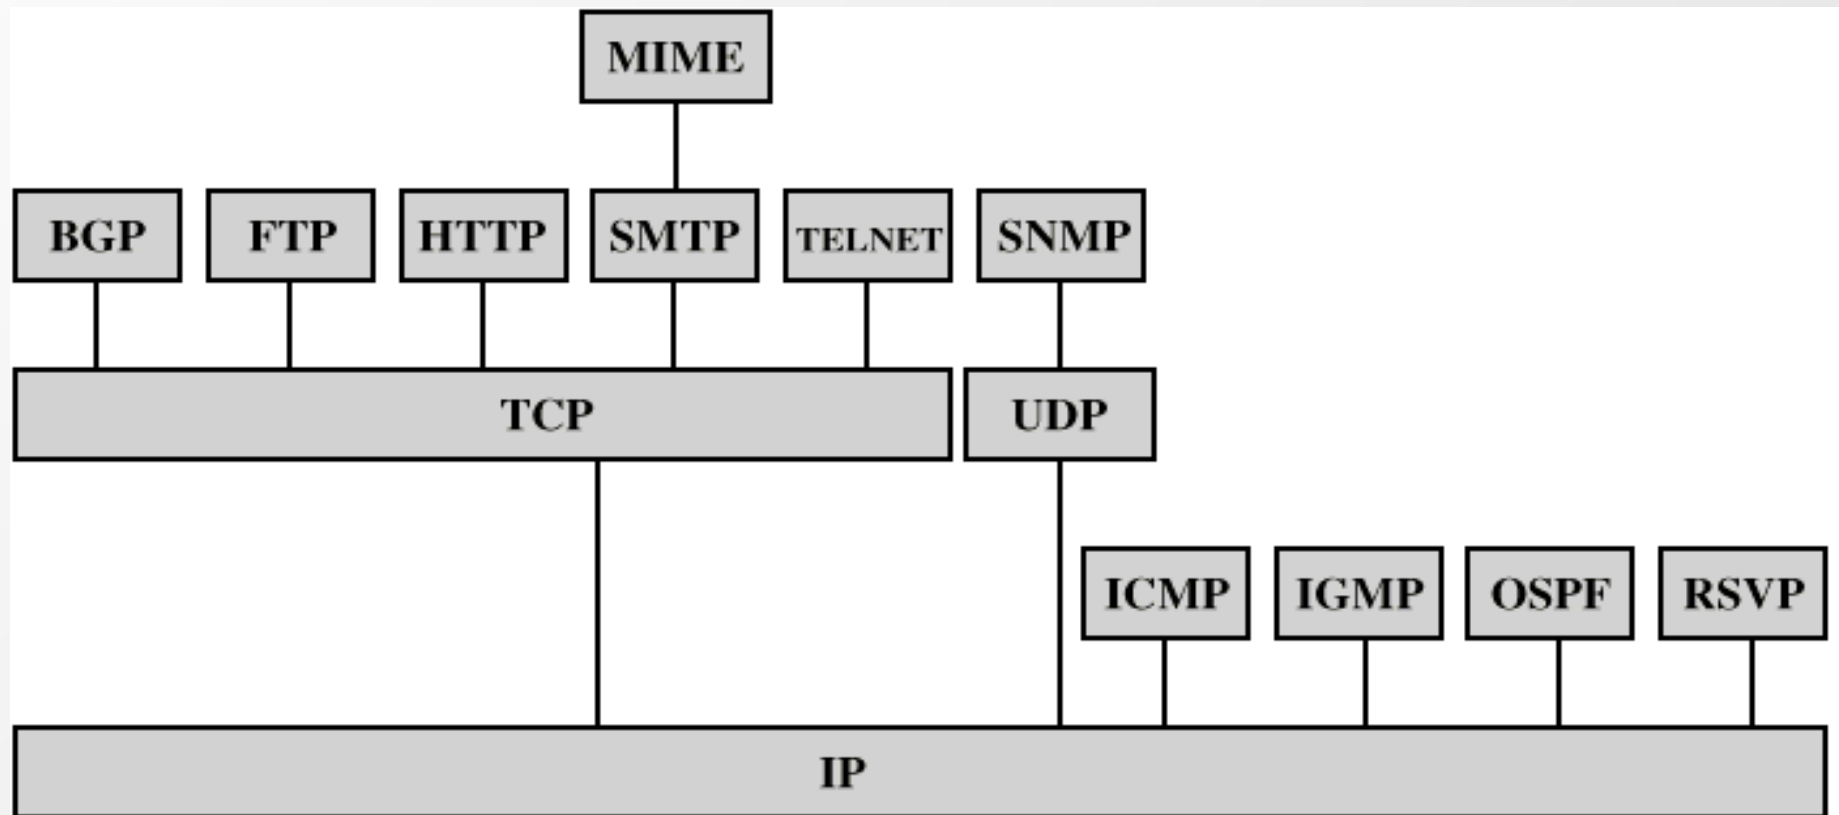 MIME
BGP FTP HTTP SMTP TELNET SNMP
TCP UDP
ICMP IGMP OSPF RSVP
IP